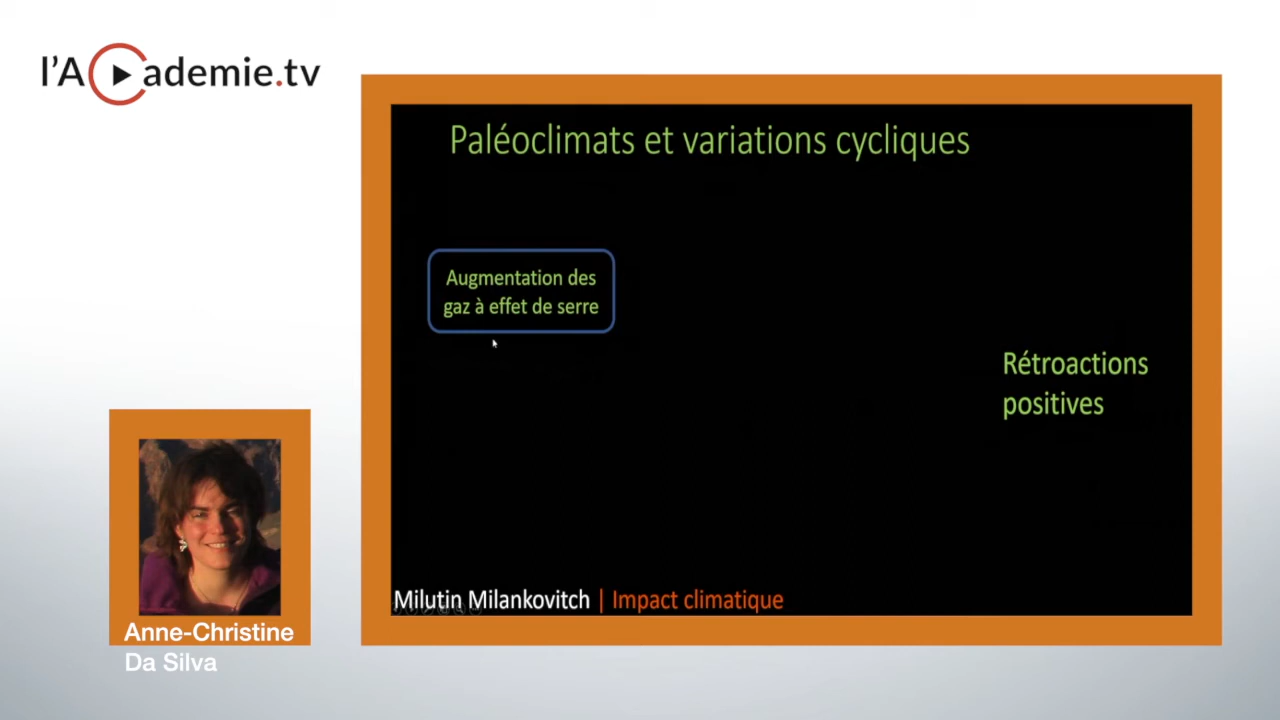 l'Academie.tv
Paléoclimats et variations cycliques
Augmentation des
gaz à effet de serre
Rétroactions
positives
Milutin Milankovitch | Impact climatique
Anne-Christine
Da Silva